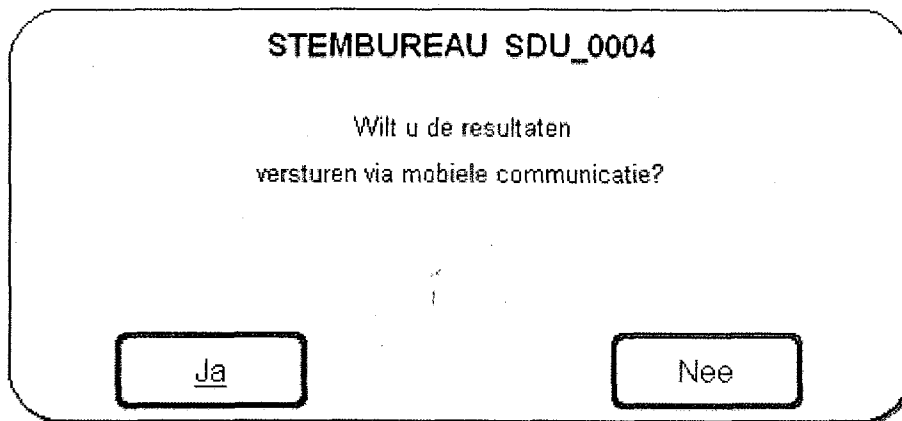 STEMBUREAU SDU_0004
Wilt u de resultaten
versturen via mobiele communicatie?
Ja
Nee